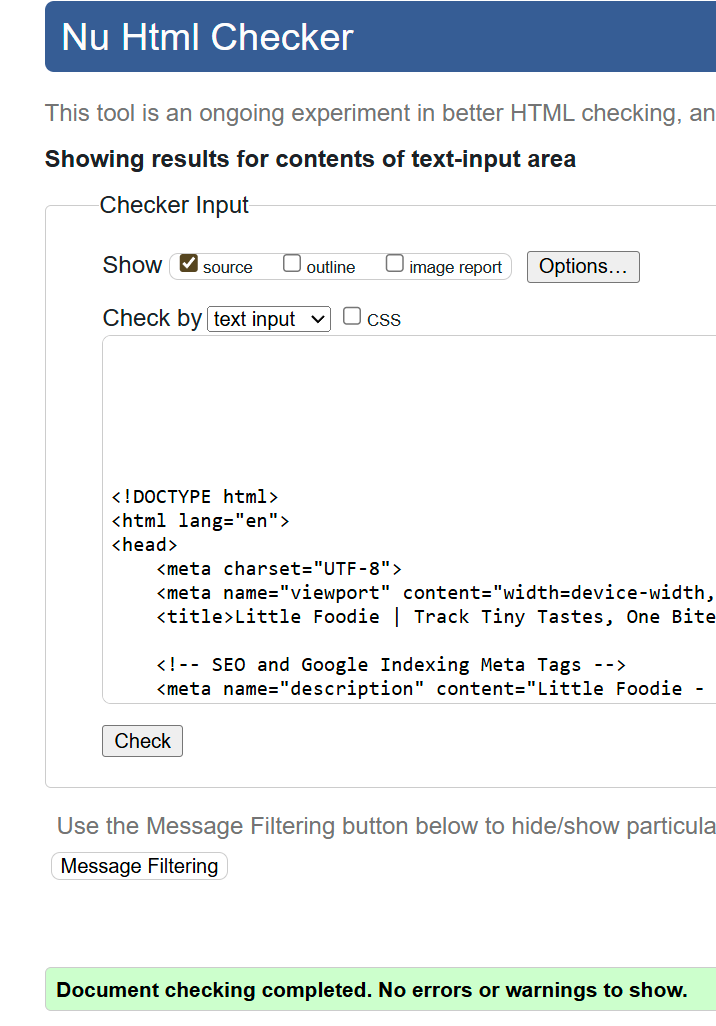 Nu Html Checker
This tool is an ongoing experiment in better HTML checking, an
Showing results for contents of text-input area
Checker Input
Show source outline image report Options...
Check by text input CSS
<!DOCTYPE html>
<html lang="en">
<head>
    <meta charset="UTF-8">
    <meta name="viewport" content="width=device-width,
    <title>Little Foodie | Track Tiny Tastes, One Bite
    <!-- SEO and Google Indexing Meta Tags -->
    <meta name="description" content="Little Foodie -
Check
Use the Message Filtering button below to hide/show particula
Message Filtering
Document checking completed. No errors or warnings to show.